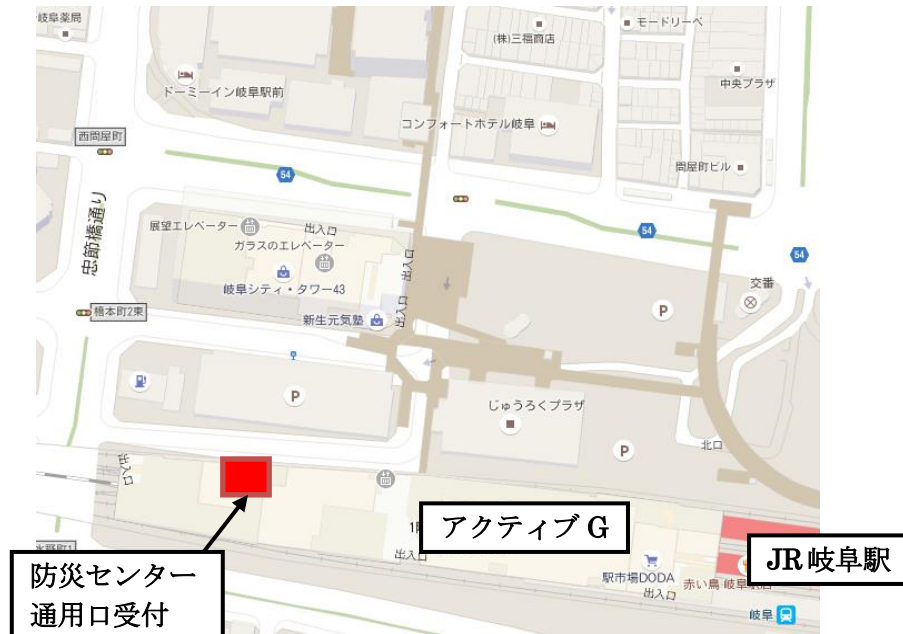 岐阜薬局
(株)三福商店
モードリーベ
ドーミーイン岐阜駅前
中央プラザ
コンフォートホテル岐阜
西問屋町
問屋町ビル
54
忠節橋通り
展望エレベーター
出入口
ガラスのエレベーター
54
出入口
54
岐阜シティ・タワー43
交番
橋本町2東
新生元気塾
出入口
P
P
じゅうろくプラザ
北口
P
出入口
アクティブG
出入口
JR岐阜駅
駅市場DODA
赤い鳥 岐阜
出入口
防災センター
通用口受付
岐阜